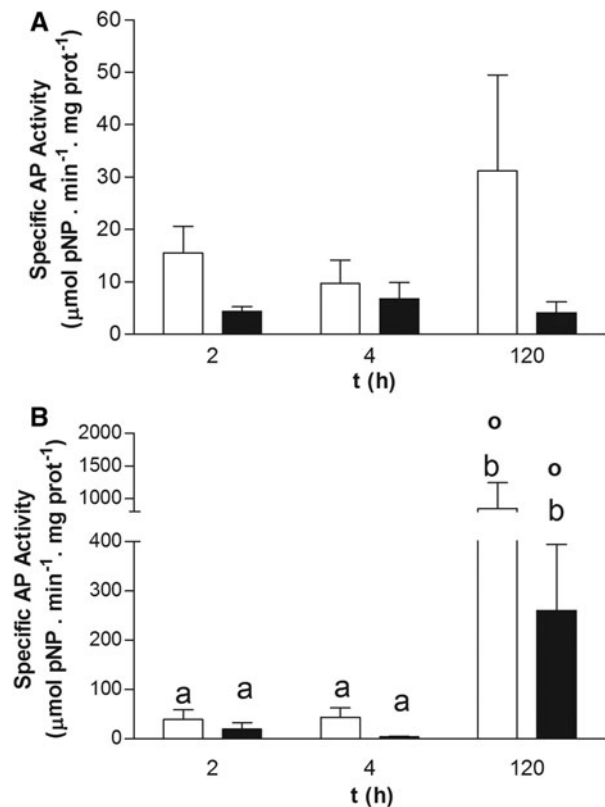 A
Specific AP Activity
(µmol pNP . min⁻¹. mg prot⁻¹)
60
50
40
30
20
10
0
2 4 120
t (h)
B
Specific AP Activity
(µmol pNP . min⁻¹. mg prot⁻¹)
2000
1500
1000
400
300
200
100
0
o
b
o
b
a a a a
2 4 120
t (h)